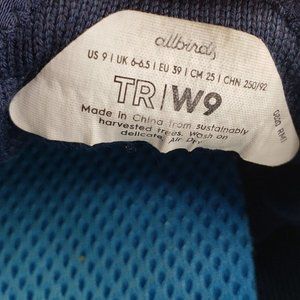 allbirds
US 9 | UK 6-6.5 | EU 39 | CM 25 | CHN 250/92
TR|W9
Made in China from sustainably
harvested trees. Wash on
delicate. Air Dry